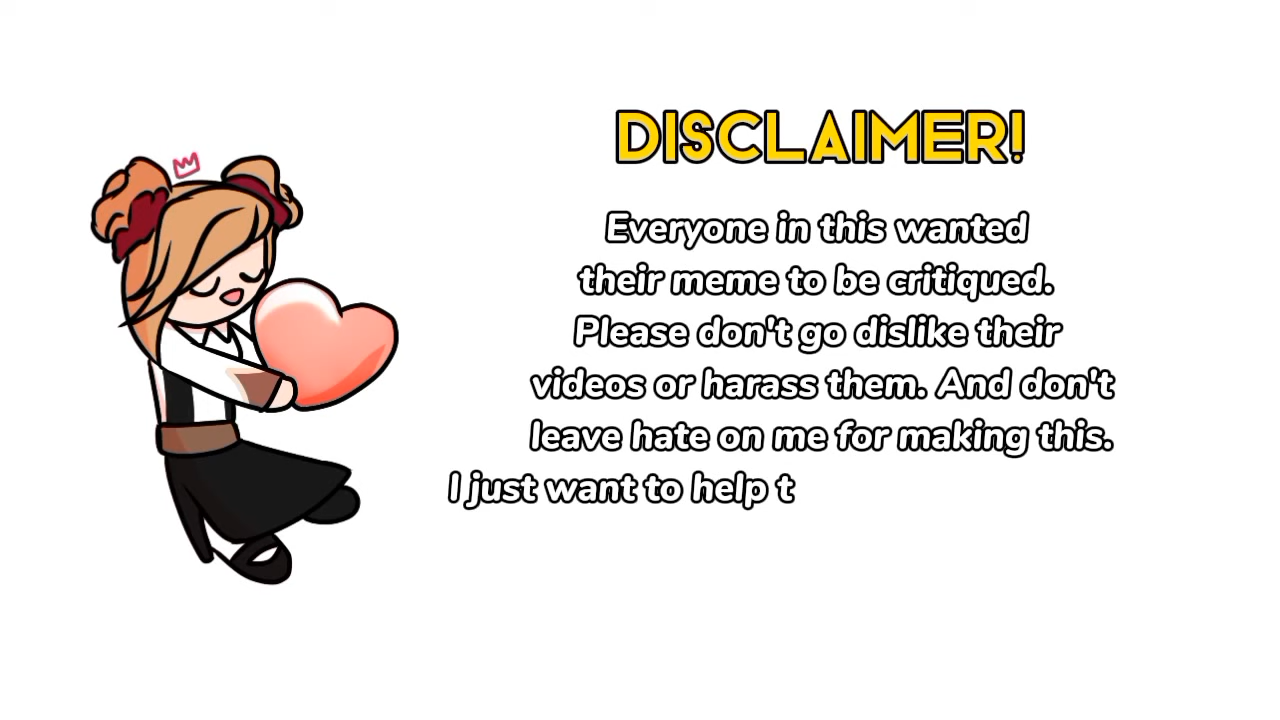 DISCLAIMER!
Everyone in this wanted
their meme to be critiqued.
Please don't go dislike their
videos or harass them. And don't
leave hate on me for making this.
I just want to help t